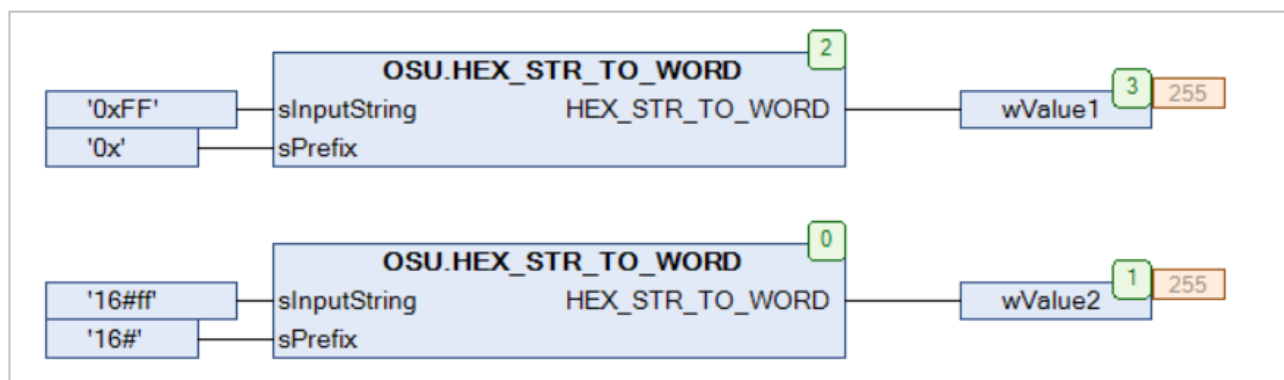 2
OSU.HEX_STR_TO_WORD
'0xFF' sInputString HEX_STR_TO_WORD wValue1 3 255
'0x' sPrefix
0
OSU.HEX_STR_TO_WORD
'16#ff' sInputString HEX_STR_TO_WORD wValue2 1 255
'16#' sPrefix